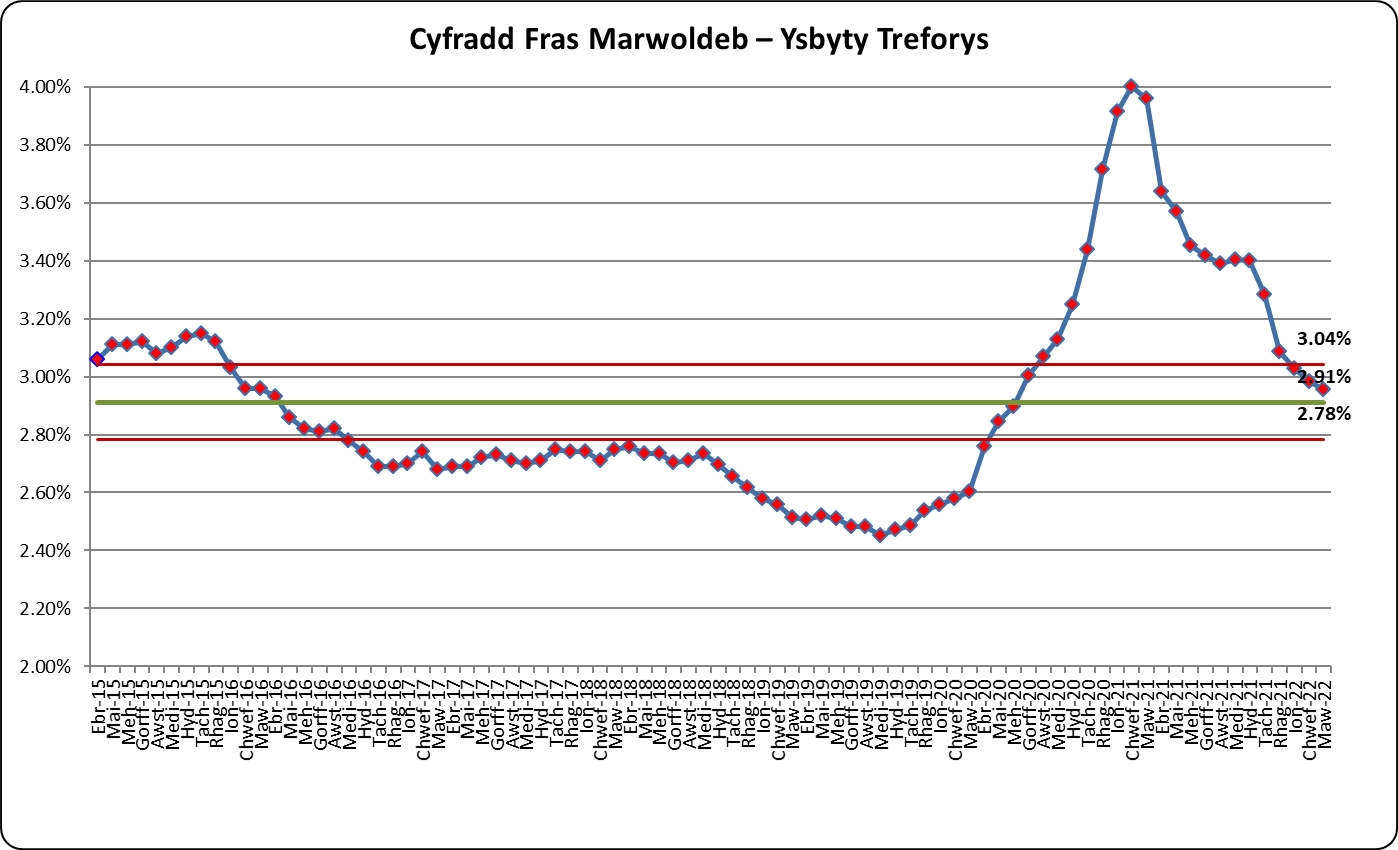 Cyfradd Fras Marwoldeb – Ysbyty Treforys
4.00%
3.80%
3.60%
3.40%
3.20%
3.00%
2.80%
2.60%
2.40%
2.20%
2.00%
3.04%
2.91%
2.78%
Ebr-15
Mai-15
Meh-15
Gorff-15
Awst-15
Medi-15
Hyd-15
Tach-15
Rhag-15
Ion-16
Chwef-16
Maw-16
Ebr-16
Mai-16
Meh-16
Gorff-16
Awst-16
Medi-16
Hyd-16
Tach-16
Rhag-16
Ion-17
Chwef-17
Maw-17
Ebr-17
Mai-17
Meh-17
Gorff-17
Awst-17
Medi-17
Hyd-17
Tach-17
Rhag-17
Ion-18
Chwef-18
Maw-18
Ebr-18
Mai-18
Meh-18
Gorff-18
Awst-18
Medi-18
Hyd-18
Tach-18
Rhag-18
Ion-19
Chwef-19
Maw-19
Ebr-19
Mai-19
Meh-19
Gorff-19
Awst-19
Medi-19
Hyd-19
Tach-19
Rhag-19
Ion-20
Chwef-20
Maw-20
Ebr-20
Mai-20
Meh-20
Gorff-20
Awst-20
Medi-20
Hyd-20
Tach-20
Rhag-20
Ion-21
Chwef-21
Maw-21
Ebr-21
Mai-21
Meh-21
Gorff-21
Awst-21
Medi-21
Hyd-21
Tach-21
Rhag-21
Ion-22
Chwef-22
Maw-22